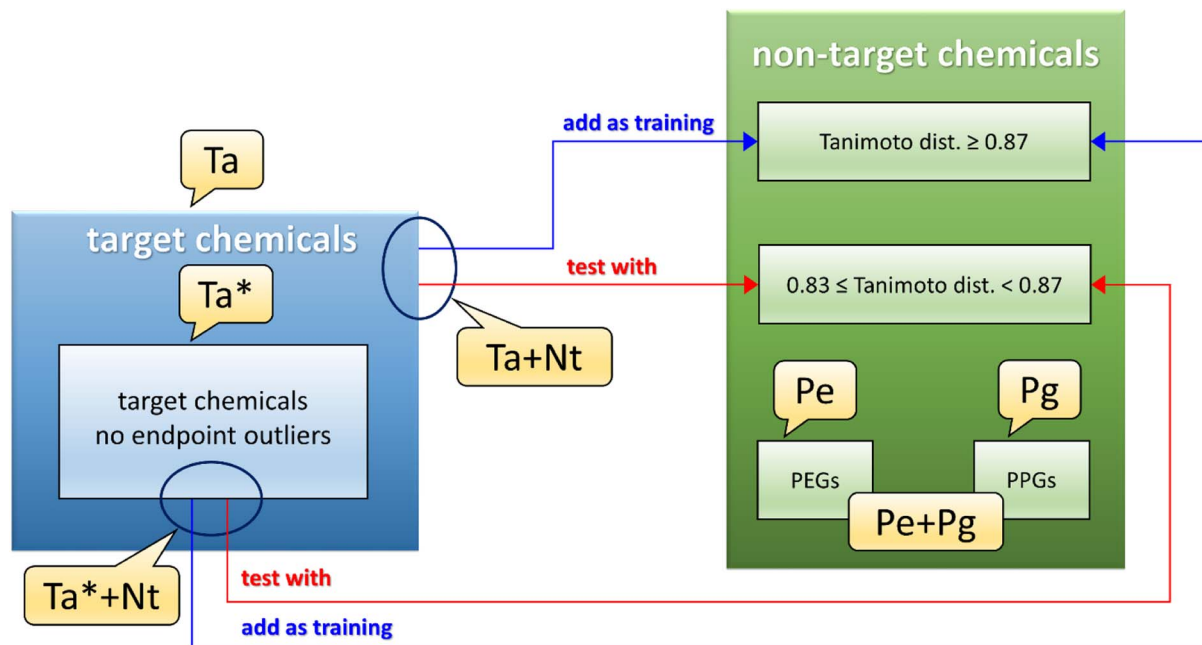 non-target chemicals
add as training
Tanimoto dist. ≥ 0.87
Ta
target chemicals
test with
0.83 ≤ Tanimoto dist. < 0.87
Ta*
Ta+Nt
target chemicals
no endpoint outliers
Pe
Pg
PEGs
PPGs
Pe+Pg
Ta*+Nt
test with
add as training